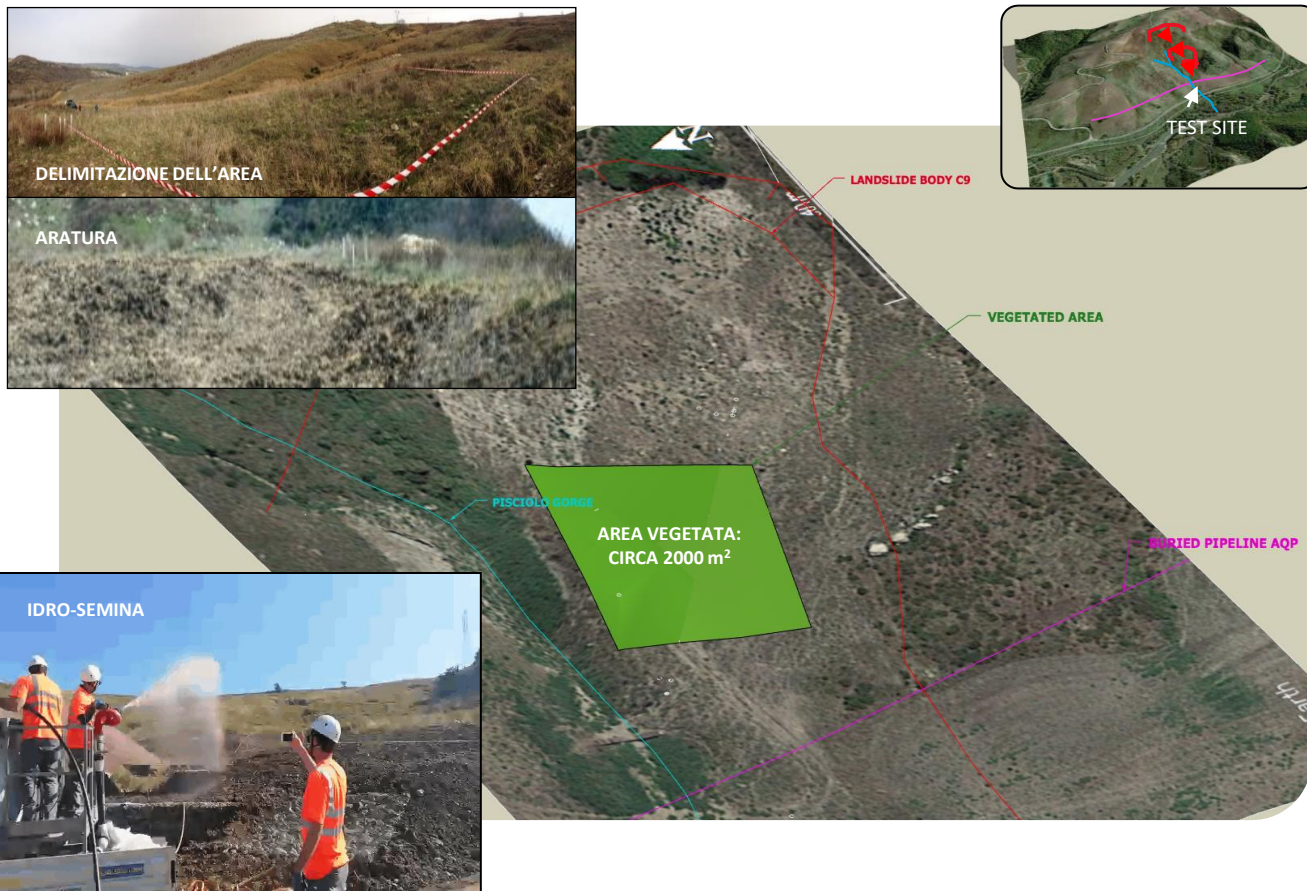 DELIMITAZIONE DELL'AREA
ARATURA
TEST SITE
N
40 m
LANDSLIDE BODY C9
VEGETATED AREA
PISCIOLO GORGE
AREA VEGETATA:
CIRCA 2000 m²
BURIED PIPELINE AQP
IDRO-SEMINA